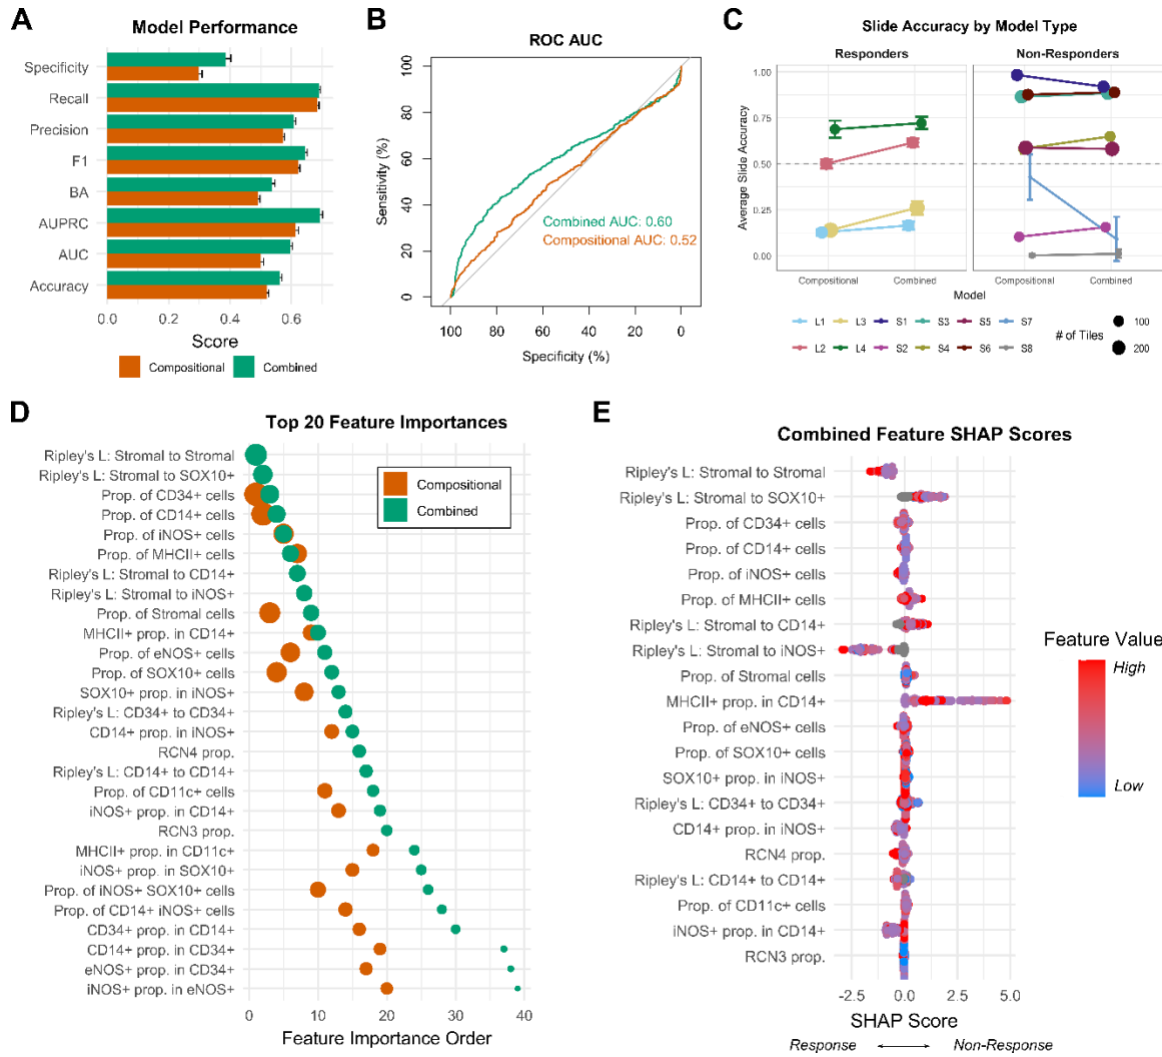 A
Model Performance
Specificity
Recall
Precision
F1
BA
AUPRC
AUC
Accuracy
0.0 0.2 0.4 0.6
Score
Compositional Combined
B
ROC AUC
Sensitivity (%)
100
80
60
40
20
0
Combined AUC: 0.60
Compositional AUC: 0.52
100 80 60 40 20 0
Specificity (%)
C
Slide Accuracy by Model Type
Responders Non-Responders
Average Slide Accuracy
1.00
0.75
0.50
0.25
0.00
Compositional Combined Compositional Combined
Model
L1 L3 S1 S3 S5 S7
L2 L4 S2 S4 S6 S8
# of Tiles
100
200
D
Top 20 Feature Importances
Compositional
Combined
Ripley's L: Stromal to Stromal
Ripley's L: Stromal to SOX10+
Prop. of CD34+ cells
Prop. of CD14+ cells
Prop. of iNOS+ cells
Prop. of MHCII+ cells
Ripley's L: Stromal to CD14+
Ripley's L: Stromal to iNOS+
Prop. of Stromal cells
MHCII+ prop. in CD14+
Prop. of eNOS+ cells
Prop. of SOX10+ cells
SOX10+ prop. in iNOS+
Ripley's L: CD34+ to CD34+
CD14+ prop. in iNOS+
RCN4 prop.
Ripley's L: CD14+ to CD14+
Prop. of CD11c+ cells
iNOS+ prop. in CD14+
RCN3 prop.
MHCII+ prop. in CD11c+
iNOS+ prop. in SOX10+
Prop. of iNOS+ SOX10+ cells
Prop. of CD14+ iNOS+ cells
CD34+ prop. in CD14+
CD14+ prop. in CD34+
eNOS+ prop. in CD34+
iNOS+ prop. in eNOS+
0 10 20 30 40
Feature Importance Order
E
Combined Feature SHAP Scores
Ripley's L: Stromal to Stromal
Ripley's L: Stromal to SOX10+
Prop. of CD34+ cells
Prop. of CD14+ cells
Prop. of iNOS+ cells
Prop. of MHCII+ cells
Ripley's L: Stromal to CD14+
Ripley's L: Stromal to iNOS+
Prop. of Stromal cells
MHCII+ prop. in CD14+
Prop. of eNOS+ cells
Prop. of SOX10+ cells
SOX10+ prop. in iNOS+
Ripley's L: CD34+ to CD34+
CD14+ prop. in iNOS+
RCN4 prop.
Ripley's L: CD14+ to CD14+
Prop. of CD11c+ cells
iNOS+ prop. in CD14+
RCN3 prop.
-2.5 0.0 2.5 5.0
SHAP Score
Response Non-Response
Feature Value
High
Low